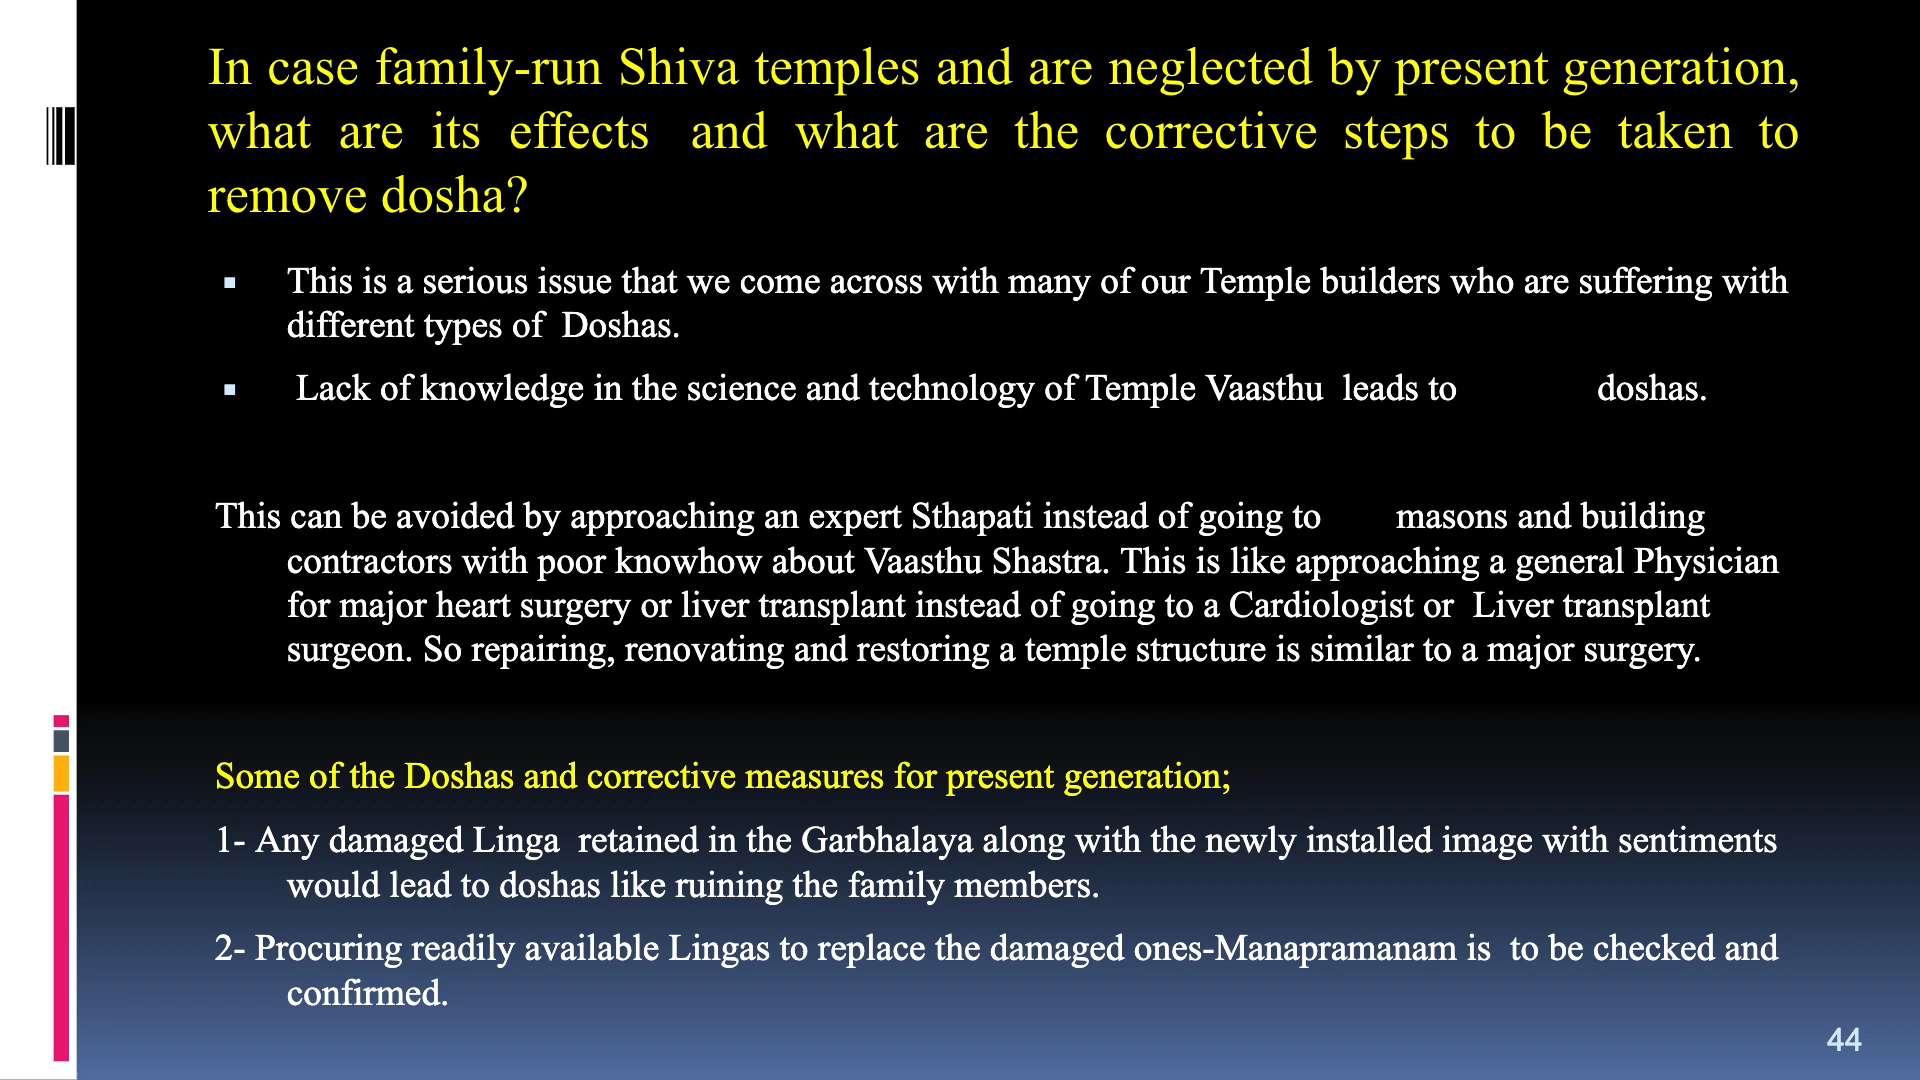 In case family-run Shiva temples and are neglected by present generation,
what are its effects and what are the corrective steps to be taken to
remove dosha?
▪ This is a serious issue that we come across with many of our Temple builders who are suffering with
different types of Doshas.
▪ Lack of knowledge in the science and technology of Temple Vaasthu leads to doshas.
This can be avoided by approaching an expert Sthapati instead of going to masons and building
contractors with poor knowhow about Vaasthu Shastra. This is like approaching a general Physician
for major heart surgery or liver transplant instead of going to a Cardiologist or Liver transplant
surgeon. So repairing, renovating and restoring a temple structure is similar to a major surgery.
Some of the Doshas and corrective measures for present generation;
1- Any damaged Linga retained in the Garbhalaya along with the newly installed image with sentiments
would lead to doshas like ruining the family members.
2- Procuring readily available Lingas to replace the damaged ones-Manapramanam is to be checked and
confirmed.
44